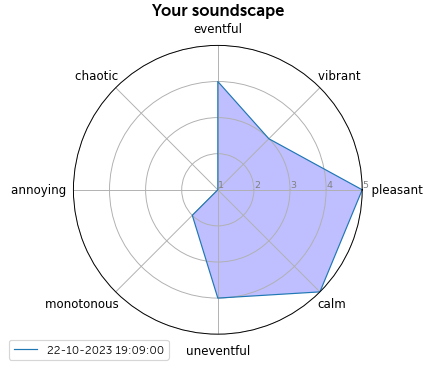 Your soundscape
eventful
chaotic
vibrant
annoying
1
2
3
4
5
pleasant
monotonous
calm
uneventful
22-10-2023 19:09:00